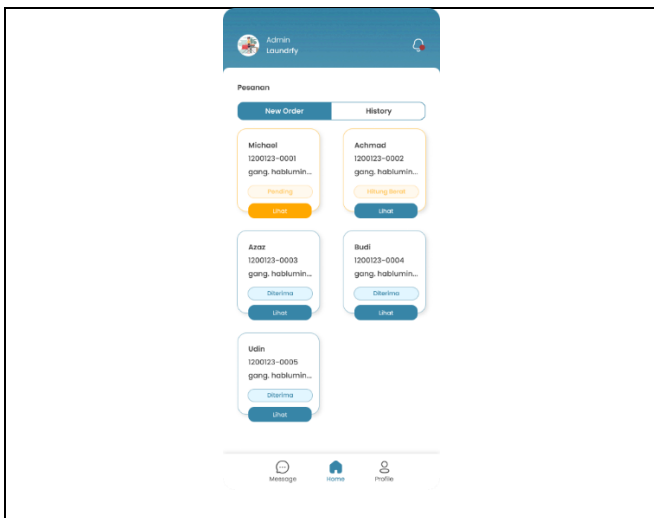 Admin
Laundrfy
Pesanan
New Order
History
Michael
1200123-0001
gang. hablumin...
Pending
Lihat
Achmad
1200123-0002
gang. hablumin...
Hitung Berat
Lihat
Azaz
1200123-0003
gang. hablumin...
Diterima
Lihat
Budi
1200123-0004
gang. hablumin...
Diterima
Lihat
Udin
1200123-0005
gang. hablumin...
Diterima
Lihat
Message
Home
Profile